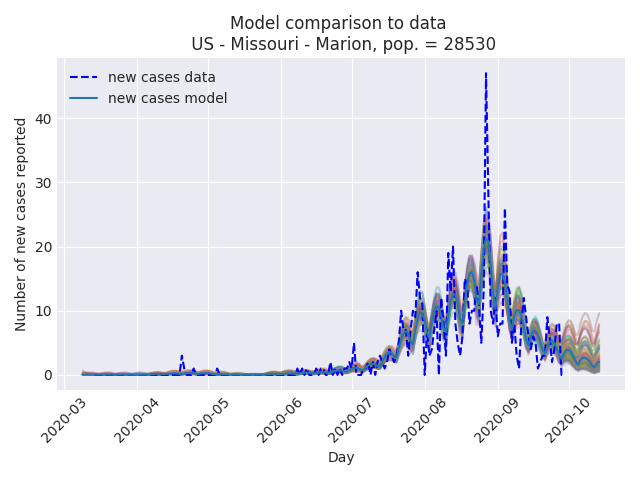 Model comparison to data
US - Missouri - Marion, pop. = 28530
new cases data
new cases model
Number of new cases reported
40
30
20
10
0
2020-03
2020-04
2020-05
2020-06
2020-07
2020-08
2020-09
2020-10
Day